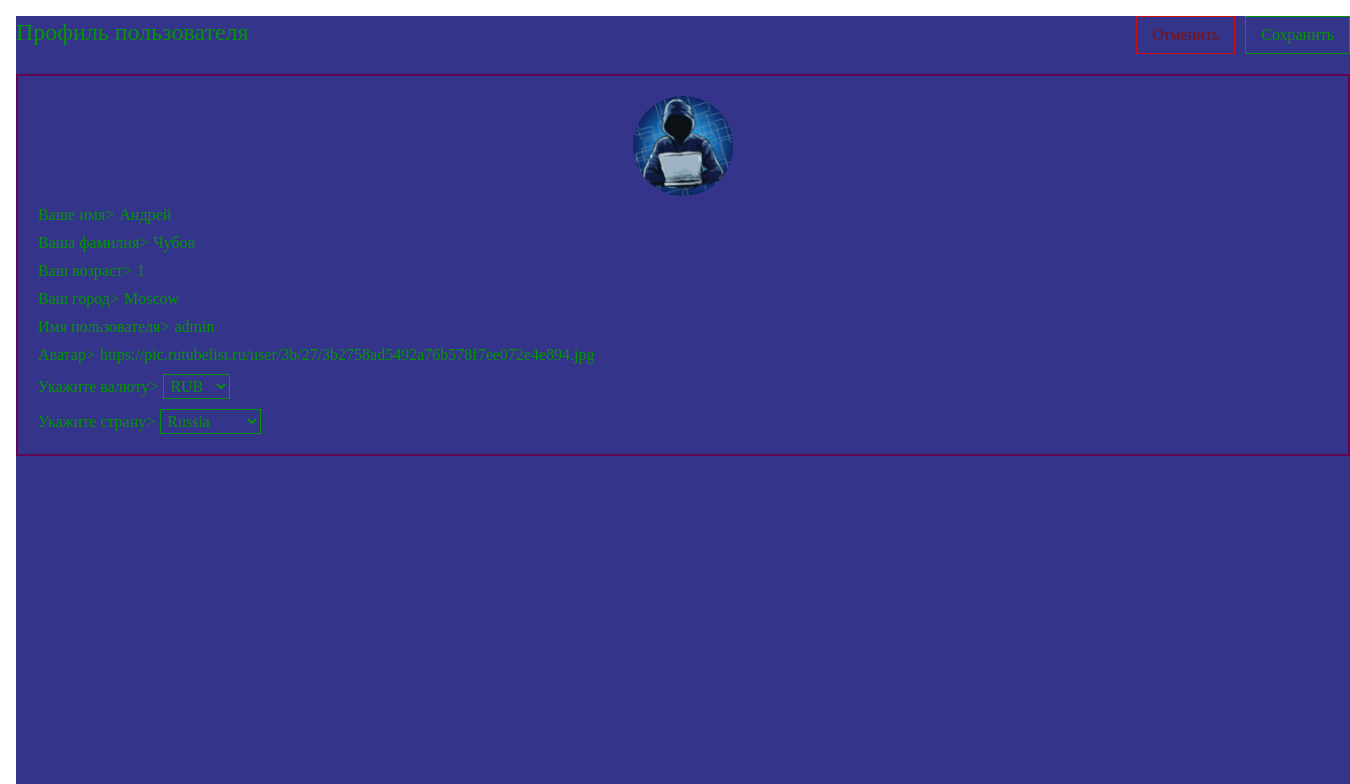 Профиль пользователя
Отменить
Сохранить
Ваше имя> Андрей
Ваша фамилия> Чубов
Ваш возраст> 1
Ваш город> Moscow
Имя пользователя> admin
Аватар> https://pic.rutubelist.ru/user/3b/27/3b2758ad5492a76b578f7ee072e4e894.jpg
Укажите валюту> RUB
Укажите страну> Russia